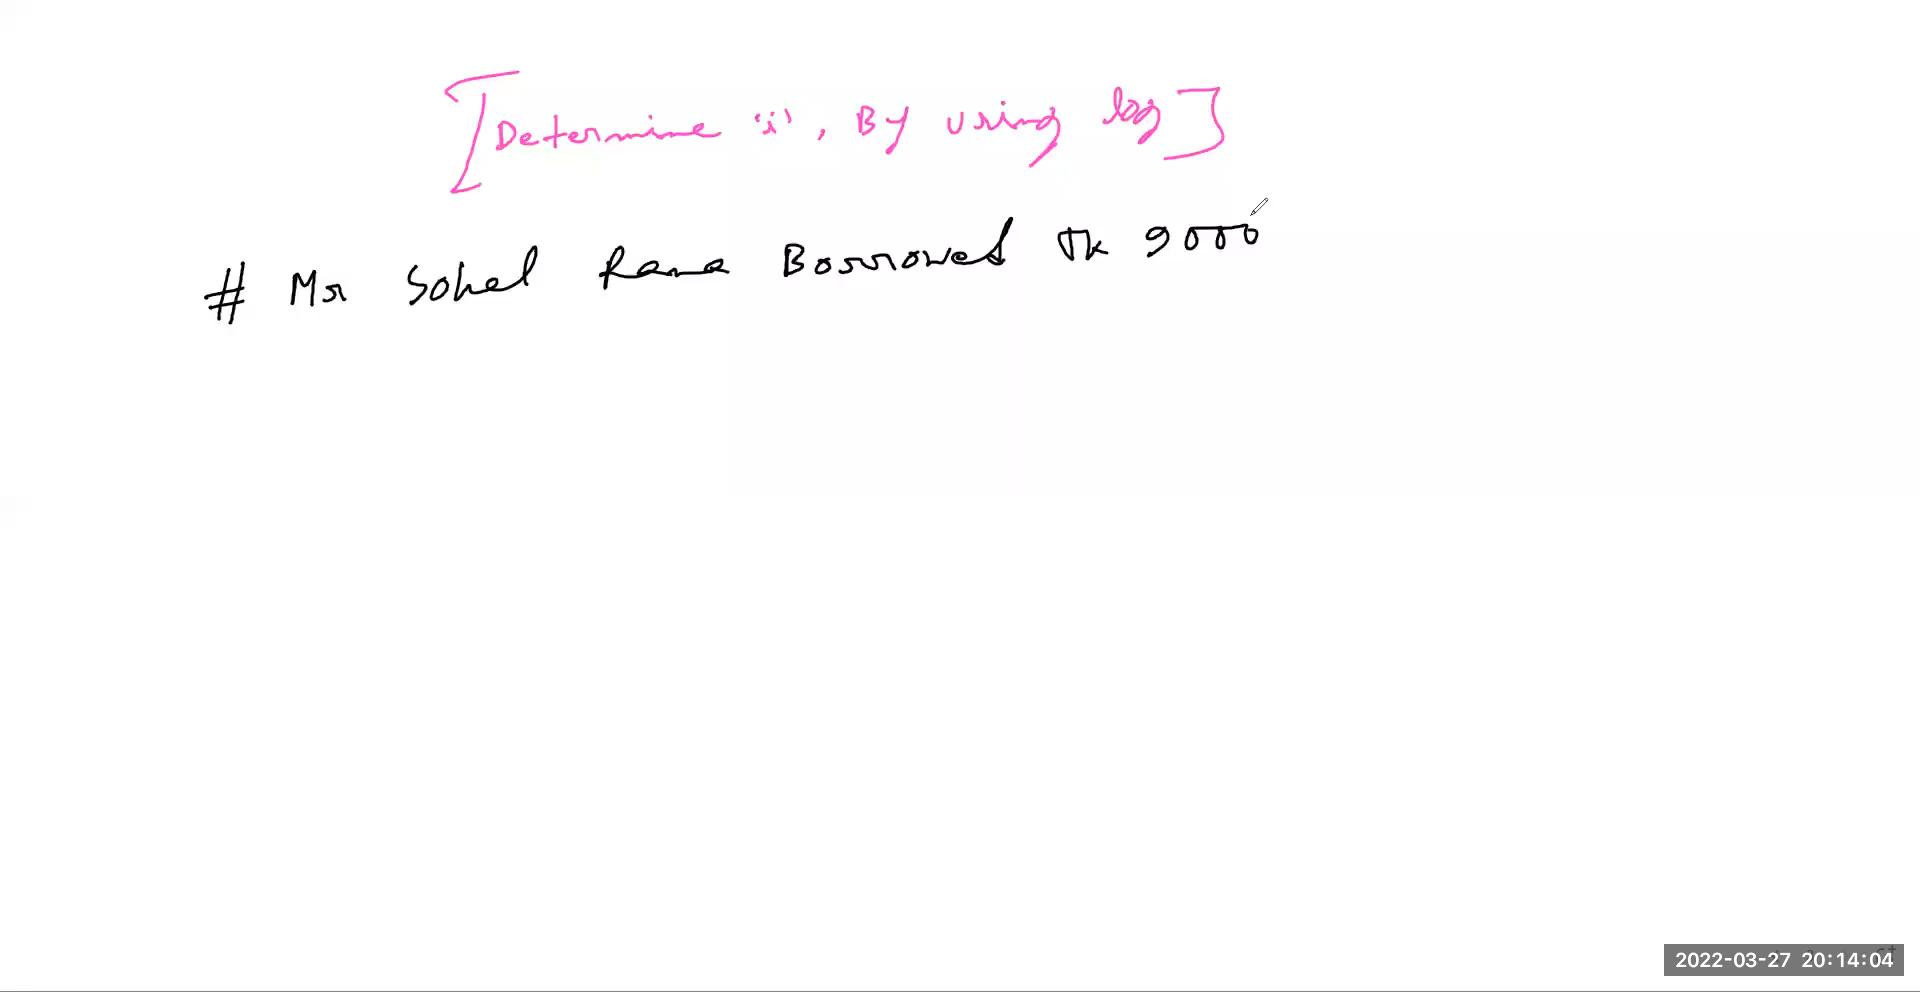 [Determine 'i', By using log]
# Mr Sohel Rana Borrowed Tk 9000
2022-03-27 20:14:04